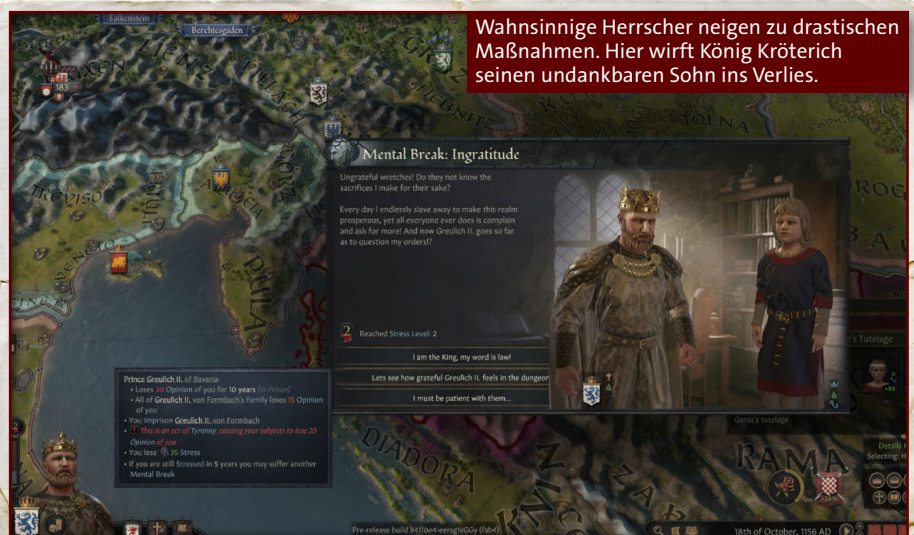 Falkenstein
Berchtesgaden
Wahnsinnige Herrscher neigen zu drastischen
Maßnahmen. Hier wirft König Kröterich
seinen undankbaren Sohn ins Verlies.
183
TOLNA
TREVISO
Mental Break: Ingratitude
Ungrateful wretches! Do they not know the
sacrifices I make for their sake?
Every day I endlessly slave away to make this realm
prosperous, yet all everyone ever does is complain
and ask for more! And now Greulich II. goes so far
as to question my orders!?
2 Reached Stress Level: 2
I am the King, my word is law!
Lets see how grateful Greulich II. feels in the dungeon
I must be patient with them...
's Tutelage
+98
Gerda's tutelage
Prince Greulich II. of Bavaria:
• Loses 30 Opinion of you for 10 years (In Prison)
• All of Greulich II. von Formbach's Family loses 15 Opinion
of you
• You Imprison Greulich II. von Formbach
• This is an act of Tyranny, causing your subjects to lose 20
Opinion of you
• You lose 35 Stress
• If you are still Stressed in 5 years you may suffer another
Mental Break
DIADORA
KNIN
RAMA
Details
Selecting: H
Pre-release build
18th of October, 1156 AD